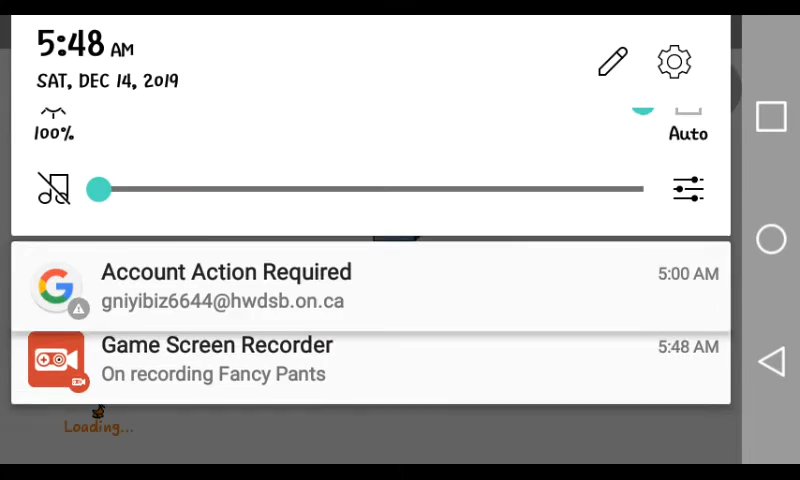 5:48 AM
SAT, DEC 14, 2019
100%
Auto
Account Action Required
5:00 AM
gniyibiz6644@hwdsb.on.ca
Game Screen Recorder
5:48 AM
On recording Fancy Pants
Loading...